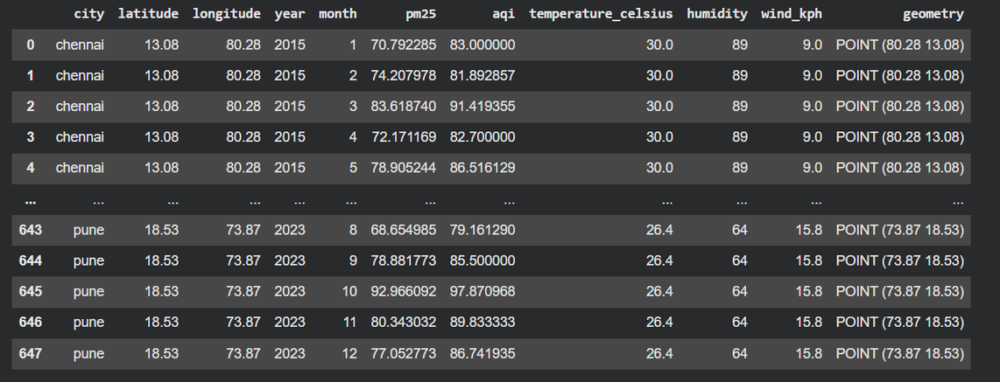 city latitude longitude year month pm25 aqi temperature_celsius humidity wind_kph geometry
0 chennai 13.08 80.28 2015 1 70.792285 83.000000 30.0 89 9.0 POINT (80.28 13.08)
1 chennai 13.08 80.28 2015 2 74.207978 81.892857 30.0 89 9.0 POINT (80.28 13.08)
2 chennai 13.08 80.28 2015 3 83.618740 91.419355 30.0 89 9.0 POINT (80.28 13.08)
3 chennai 13.08 80.28 2015 4 72.171169 82.700000 30.0 89 9.0 POINT (80.28 13.08)
4 chennai 13.08 80.28 2015 5 78.905244 86.516129 30.0 89 9.0 POINT (80.28 13.08)
... ... ... ... ... ... ... ... ... ... ... ...
643 pune 18.53 73.87 2023 8 68.654985 79.161290 26.4 64 15.8 POINT (73.87 18.53)
644 pune 18.53 73.87 2023 9 78.881773 85.500000 26.4 64 15.8 POINT (73.87 18.53)
645 pune 18.53 73.87 2023 10 92.966092 97.870968 26.4 64 15.8 POINT (73.87 18.53)
646 pune 18.53 73.87 2023 11 80.343032 89.833333 26.4 64 15.8 POINT (73.87 18.53)
647 pune 18.53 73.87 2023 12 77.052773 86.741935 26.4 64 15.8 POINT (73.87 18.53)